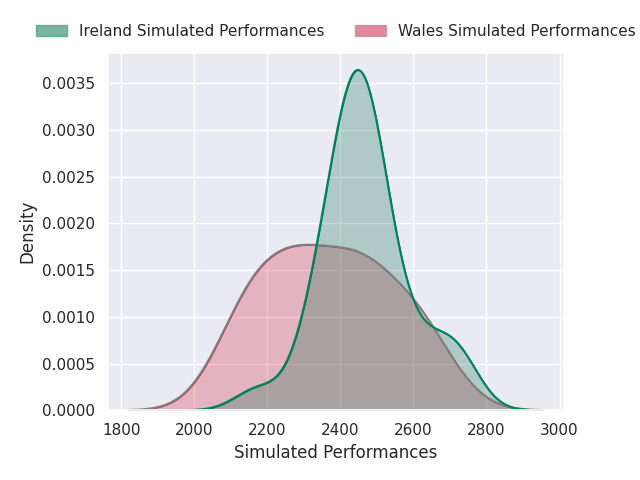 Ireland Simulated Performances
Wales Simulated Performances
0.0035
0.0030
0.0025
0.0020
0.0015
0.0010
0.0005
0.0000
Density
1800 2000 2200 2400 2600 2800 3000
Simulated Performances